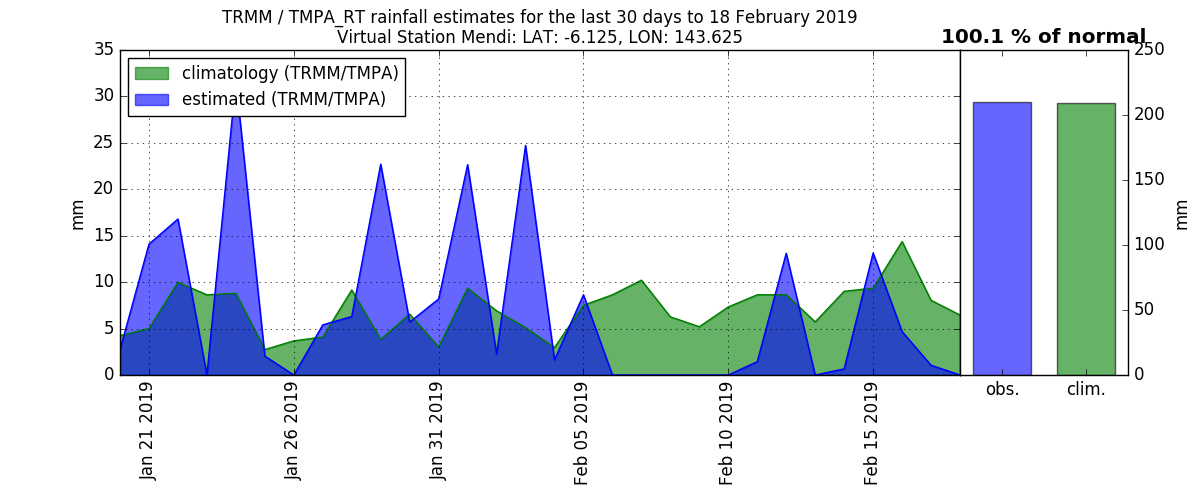 TRMM / TMPA_RT rainfall estimates for the last 30 days to 18 February 2019
Virtual Station Mendi: LAT: -6.125, LON: 143.625
100.1 % of normal
climatology (TRMM/TMPA)
estimated (TRMM/TMPA)
35
30
25
20
15
10
5
0
mm
Jan 21 2019
Jan 26 2019
Jan 31 2019
Feb 05 2019
Feb 10 2019
Feb 15 2019
250
200
150
100
50
0
mm
obs.
clim.